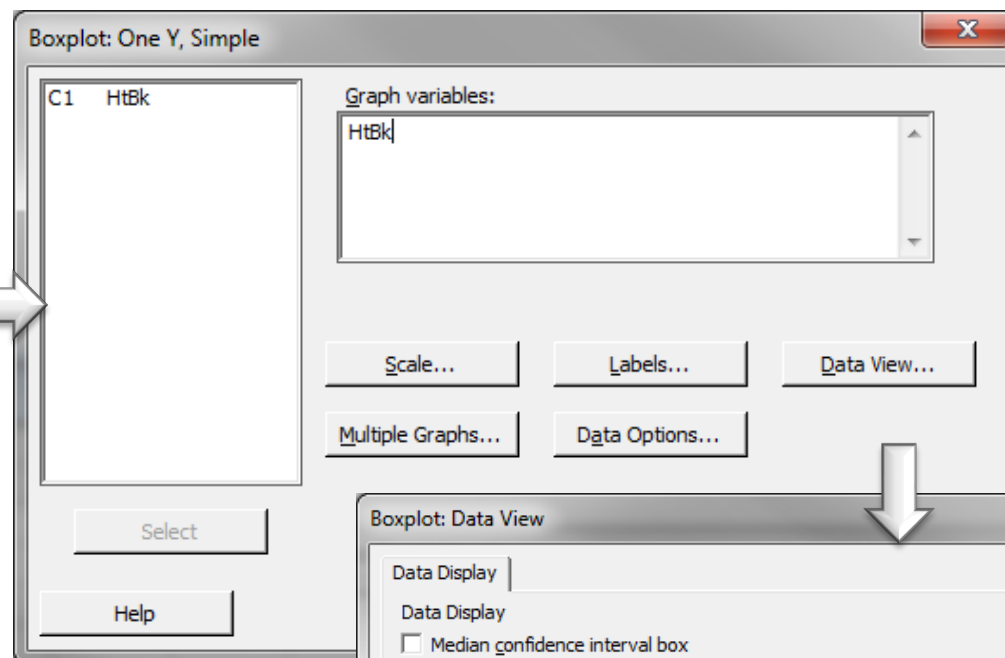 Boxplot: One Y, Simple
C1 HtBk
Graph variables:
HtBk
Scale...
Labels...
Data View...
Multiple Graphs...
Data Options...
Select
Help
Boxplot: Data View
Data Display
Data Display
Median confidence interval box